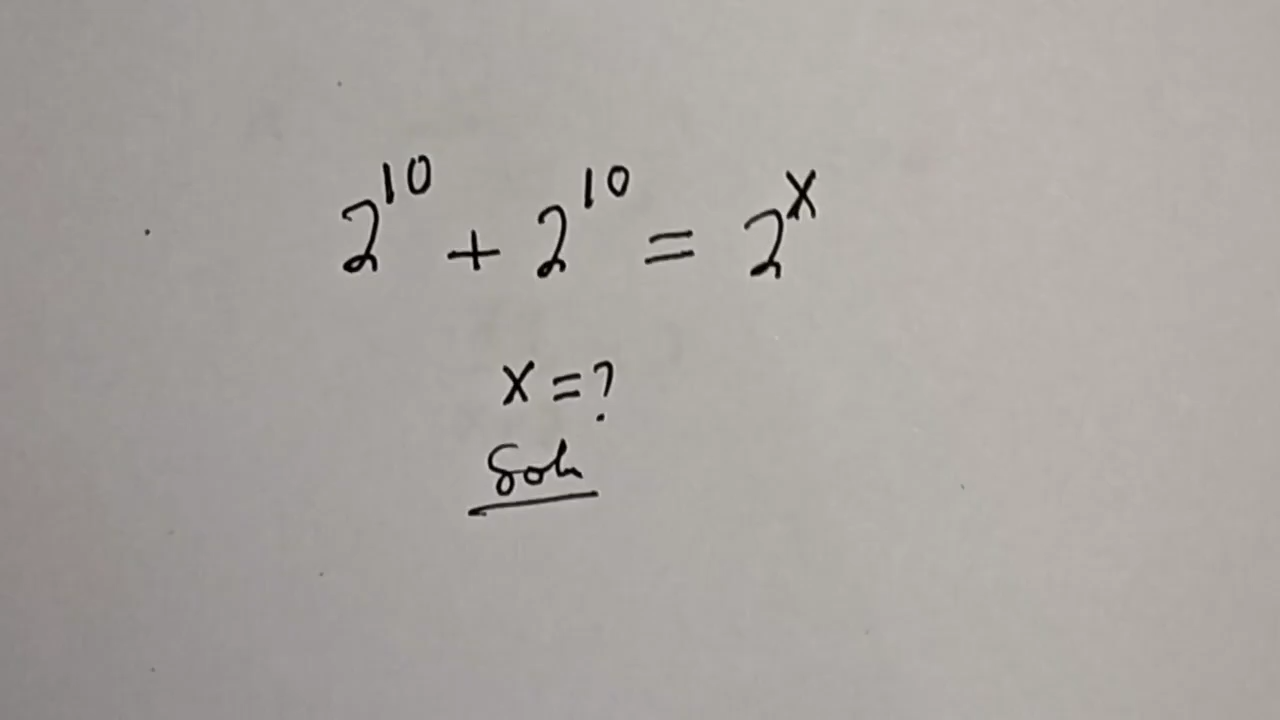 2^10 + 2^10 = 2^x
x = ?
Soln